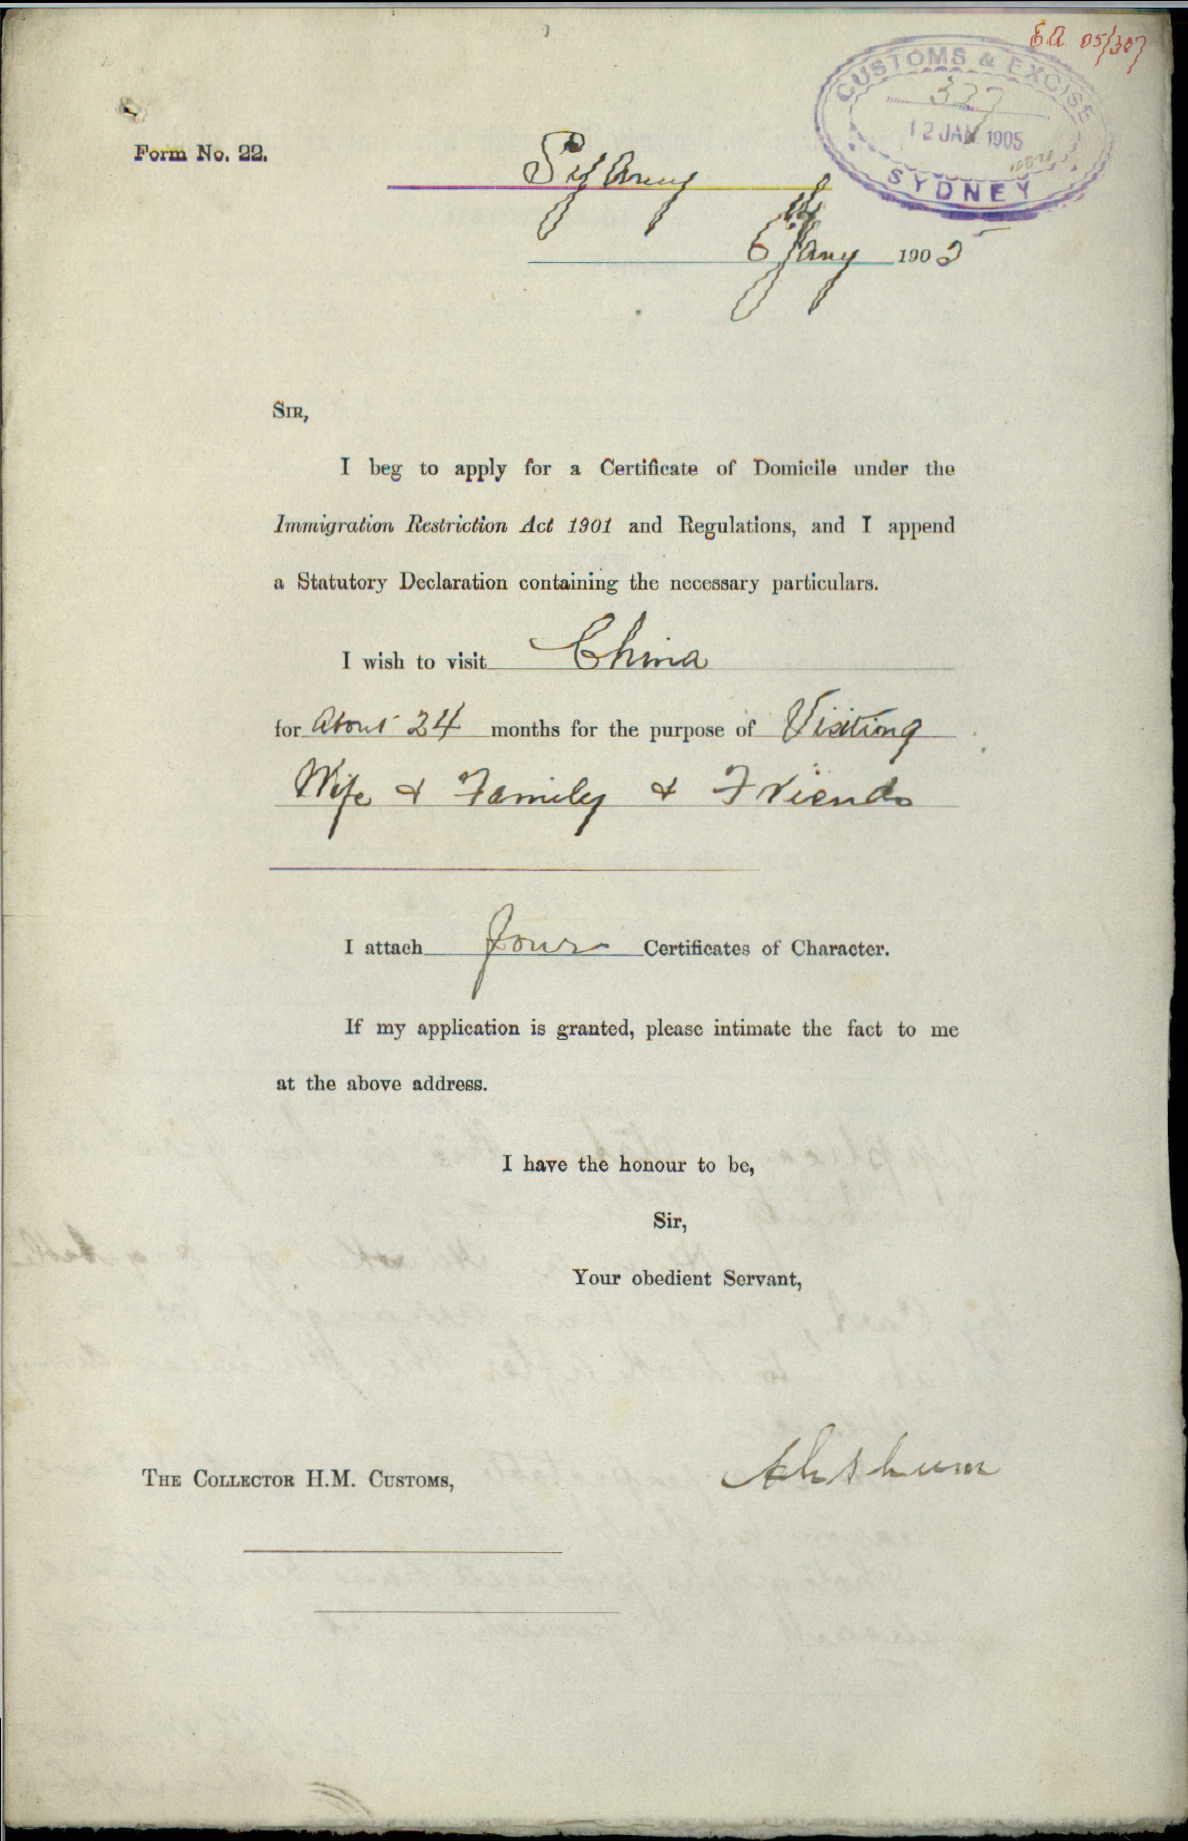 E.A. 05/307
CUSTOMS & EXCISE
327
12 JAN 1905
SYDNEY
Form No. 22.
Sydney
6 Jany 1905
SIR,
I beg to apply for a Certificate of Domicile under the
Immigration Restriction Act 1901 and Regulations, and I append
a Statutory Declaration containing the necessary particulars.
I wish to visit China
for About 24 months for the purpose of Visiting
Wife & Family & Friends
I attach four Certificates of Character.
If my application is granted, please intimate the fact to me
at the above address.
I have the honour to be,
Sir,
Your obedient Servant,
Ah Shum
THE COLLECTOR H.M. CUSTOMS,